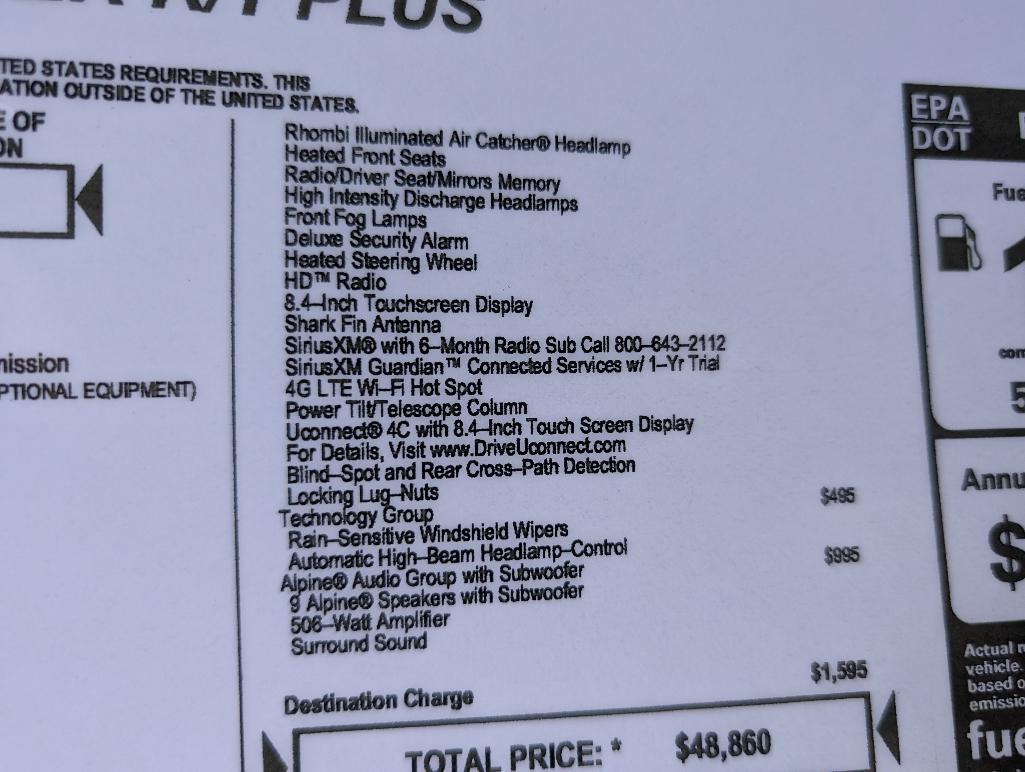 R/T PLUS
TED STATES REQUIREMENTS. THIS
ATION OUTSIDE OF THE UNITED STATES.
E OF
ON
mission
PTIONAL EQUIPMENT)
Rhombi Illuminated Air Catcher® Headlamp
Heated Front Seats
Radio/Driver Seat/Mirrors Memory
High Intensity Discharge Headlamps
Front Fog Lamps
Deluxe Security Alarm
Heated Steering Wheel
HD™ Radio
8.4–Inch Touchscreen Display
Shark Fin Antenna
SiriusXM® with 6–Month Radio Sub Call 800–643–2112
SiriusXM Guardian™ Connected Services w/ 1–Yr Trial
4G LTE Wi–Fi Hot Spot
Power Tilt/Telescope Column
Uconnect® 4C with 8.4–Inch Touch Screen Display
For Details, Visit www.DriveUconnect.com
Blind–Spot and Rear Cross–Path Detection
Locking Lug–Nuts
Technology Group $495
Rain–Sensitive Windshield Wipers
Automatic High–Beam Headlamp–Control
Alpine® Audio Group with Subwoofer $995
9 Alpine® Speakers with Subwoofer
506–Watt Amplifier
Surround Sound
Destination Charge $1,595
TOTAL PRICE: * $48,860
EPA
DOT
Fue
com
5
Annu
$
Actual r
vehicle.
based o
emissio
fue